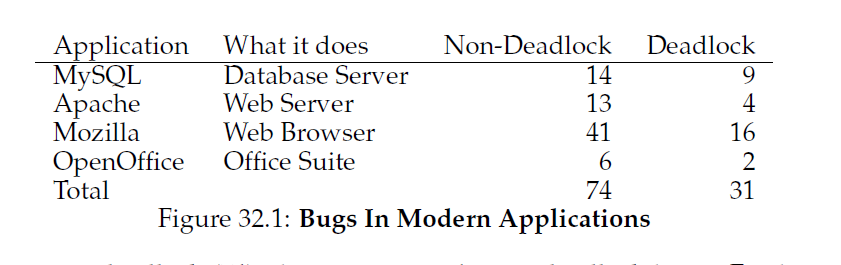 Application What it does Non-Deadlock Deadlock
MySQL Database Server 14 9
Apache Web Server 13 4
Mozilla Web Browser 41 16
OpenOffice Office Suite 6 2
Total 74 31
Figure 32.1: Bugs In Modern Applications